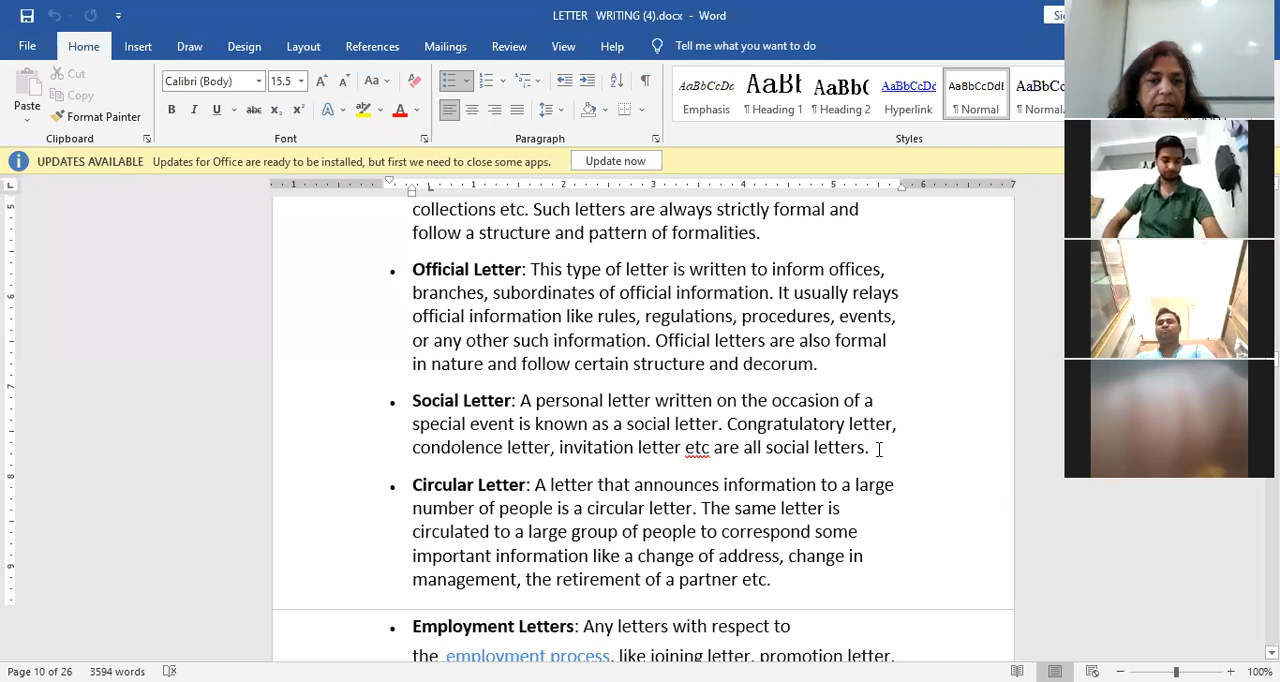 LETTER WRITING (4).docx - Word
File Home Insert Draw Design Layout References Mailings Review View Help Tell me what you want to do
Paste
Cut
Copy
Format Painter
Clipboard
Calibri (Body) 15.5
Font
Paragraph
AaBbCcDc AaBb AaBb( AaBbCcDc AaBbCcDdE AaBbCcD
Emphasis ¶ Heading 1 ¶ Heading 2 Hyperlink ¶ Normal ¶ Normal.
Styles
UPDATES AVAILABLE Updates for Office are ready to be installed, but first we need to close some apps. Update now
1 1 2 3 4 5 6 7
collections etc. Such letters are always strictly formal and
follow a structure and pattern of formalities.
• Official Letter: This type of letter is written to inform offices,
branches, subordinates of official information. It usually relays
official information like rules, regulations, procedures, events,
or any other such information. Official letters are also formal
in nature and follow certain structure and decorum.
• Social Letter: A personal letter written on the occasion of a
special event is known as a social letter. Congratulatory letter,
condolence letter, invitation letter etc are all social letters.
• Circular Letter: A letter that announces information to a large
number of people is a circular letter. The same letter is
circulated to a large group of people to correspond some
important information like a change of address, change in
management, the retirement of a partner etc.
• Employment Letters: Any letters with respect to
the employment process, like joining letter, promotion letter,
Page 10 of 26 3594 words
100%